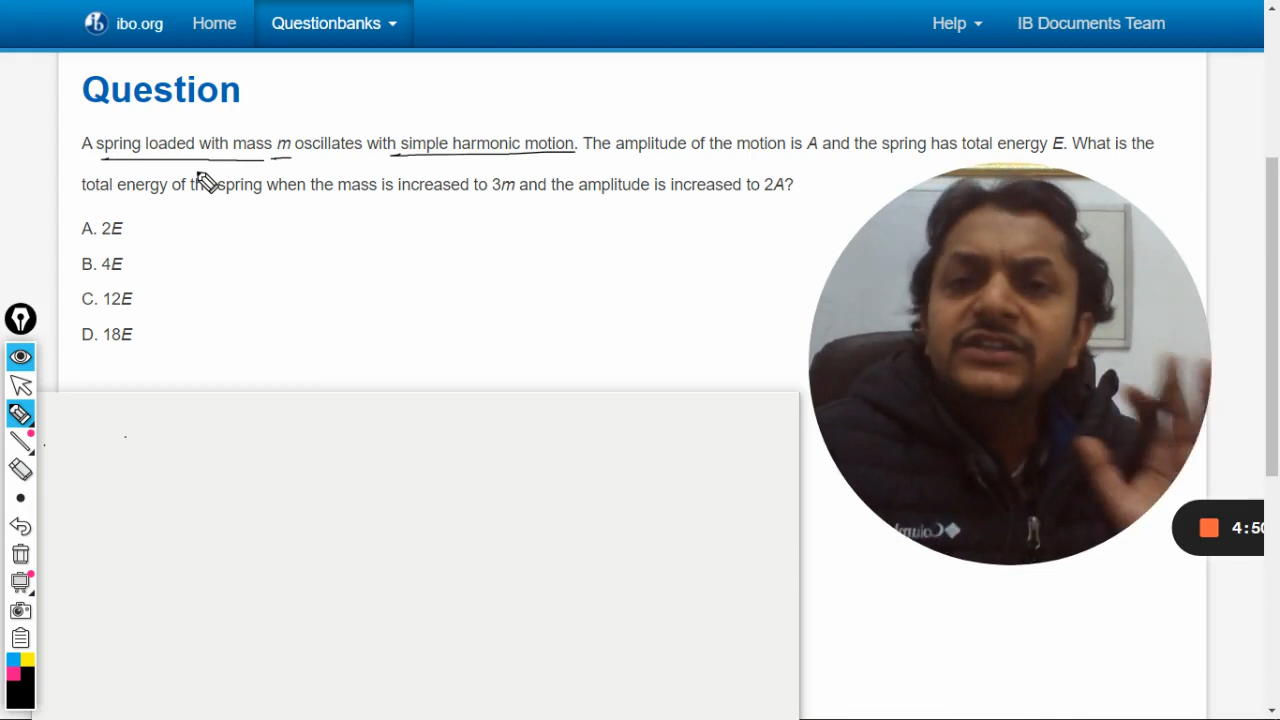 ibo.org Home Questionbanks Help IB Documents Team
Question
A spring loaded with mass m oscillates with simple harmonic motion. The amplitude of the motion is A and the spring has total energy E. What is the
total energy of the spring when the mass is increased to 3m and the amplitude is increased to 2A?
A. 2E
B. 4E
C. 12E
D. 18E
4:50